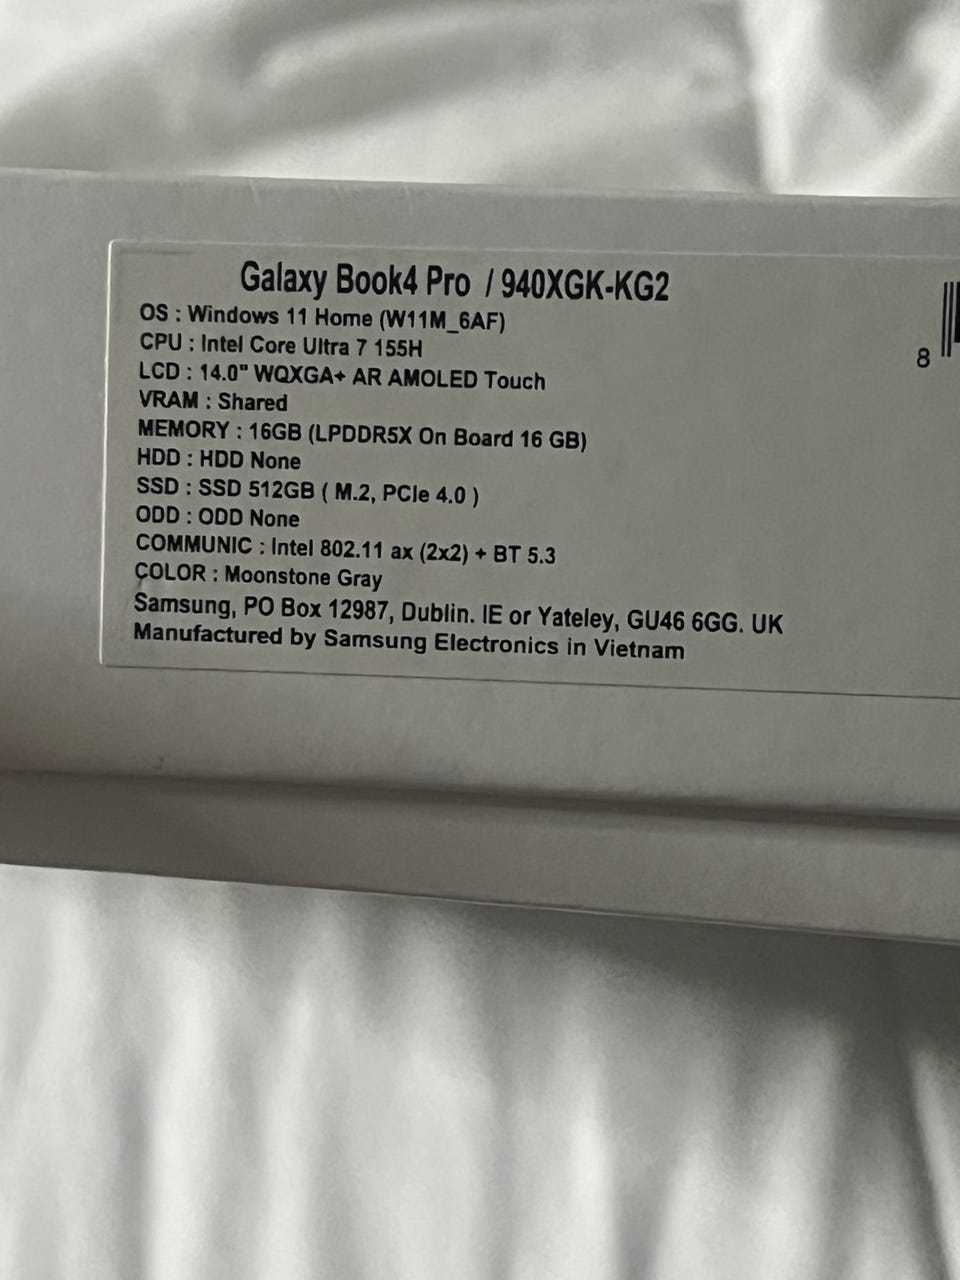 Galaxy Book4 Pro / 940XGK-KG2
OS : Windows 11 Home (W11M_6AF)
CPU : Intel Core Ultra 7 155H
LCD : 14.0" WQXGA+ AR AMOLED Touch
VRAM : Shared
MEMORY : 16GB (LPDDR5X On Board 16 GB)
HDD : HDD None
SSD : SSD 512GB ( M.2, PCIe 4.0 )
ODD : ODD None
COMMUNIC : Intel 802.11 ax (2x2) + BT 5.3
COLOR : Moonstone Gray
Samsung, PO Box 12987, Dublin. IE or Yateley, GU46 6GG. UK
Manufactured by Samsung Electronics in Vietnam
8